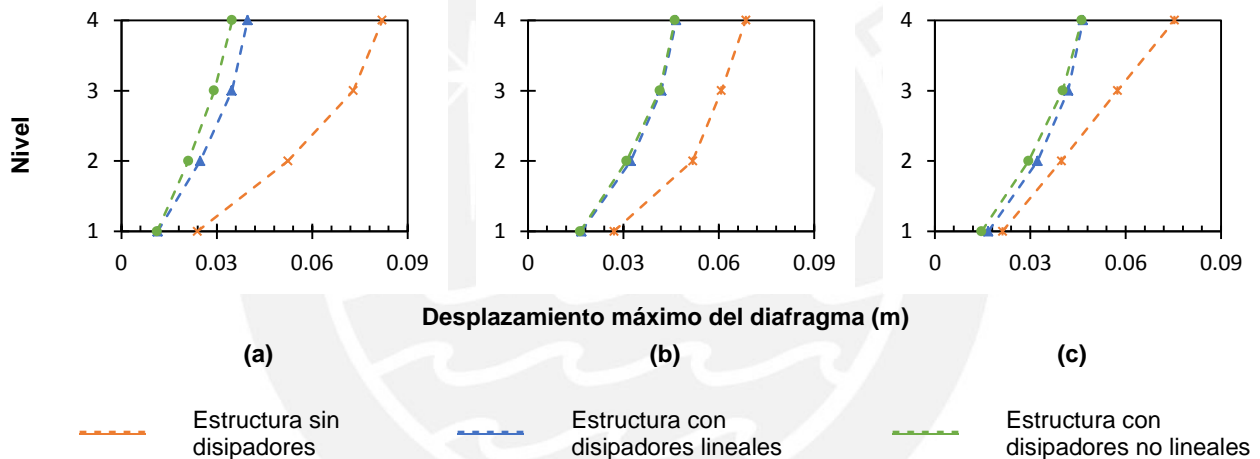 4
3
2
1
0
0.03
0.06
0.09
4
3
2
1
0
0.03
0.06
0.09
4
3
2
1
0
0.03
0.06
0.09
Nivel
Desplazamiento máximo del diafragma (m)
(a)
(b)
(c)
Estructura sin
disipadores
Estructura con
disipadores lineales
Estructura con
disipadores no lineales